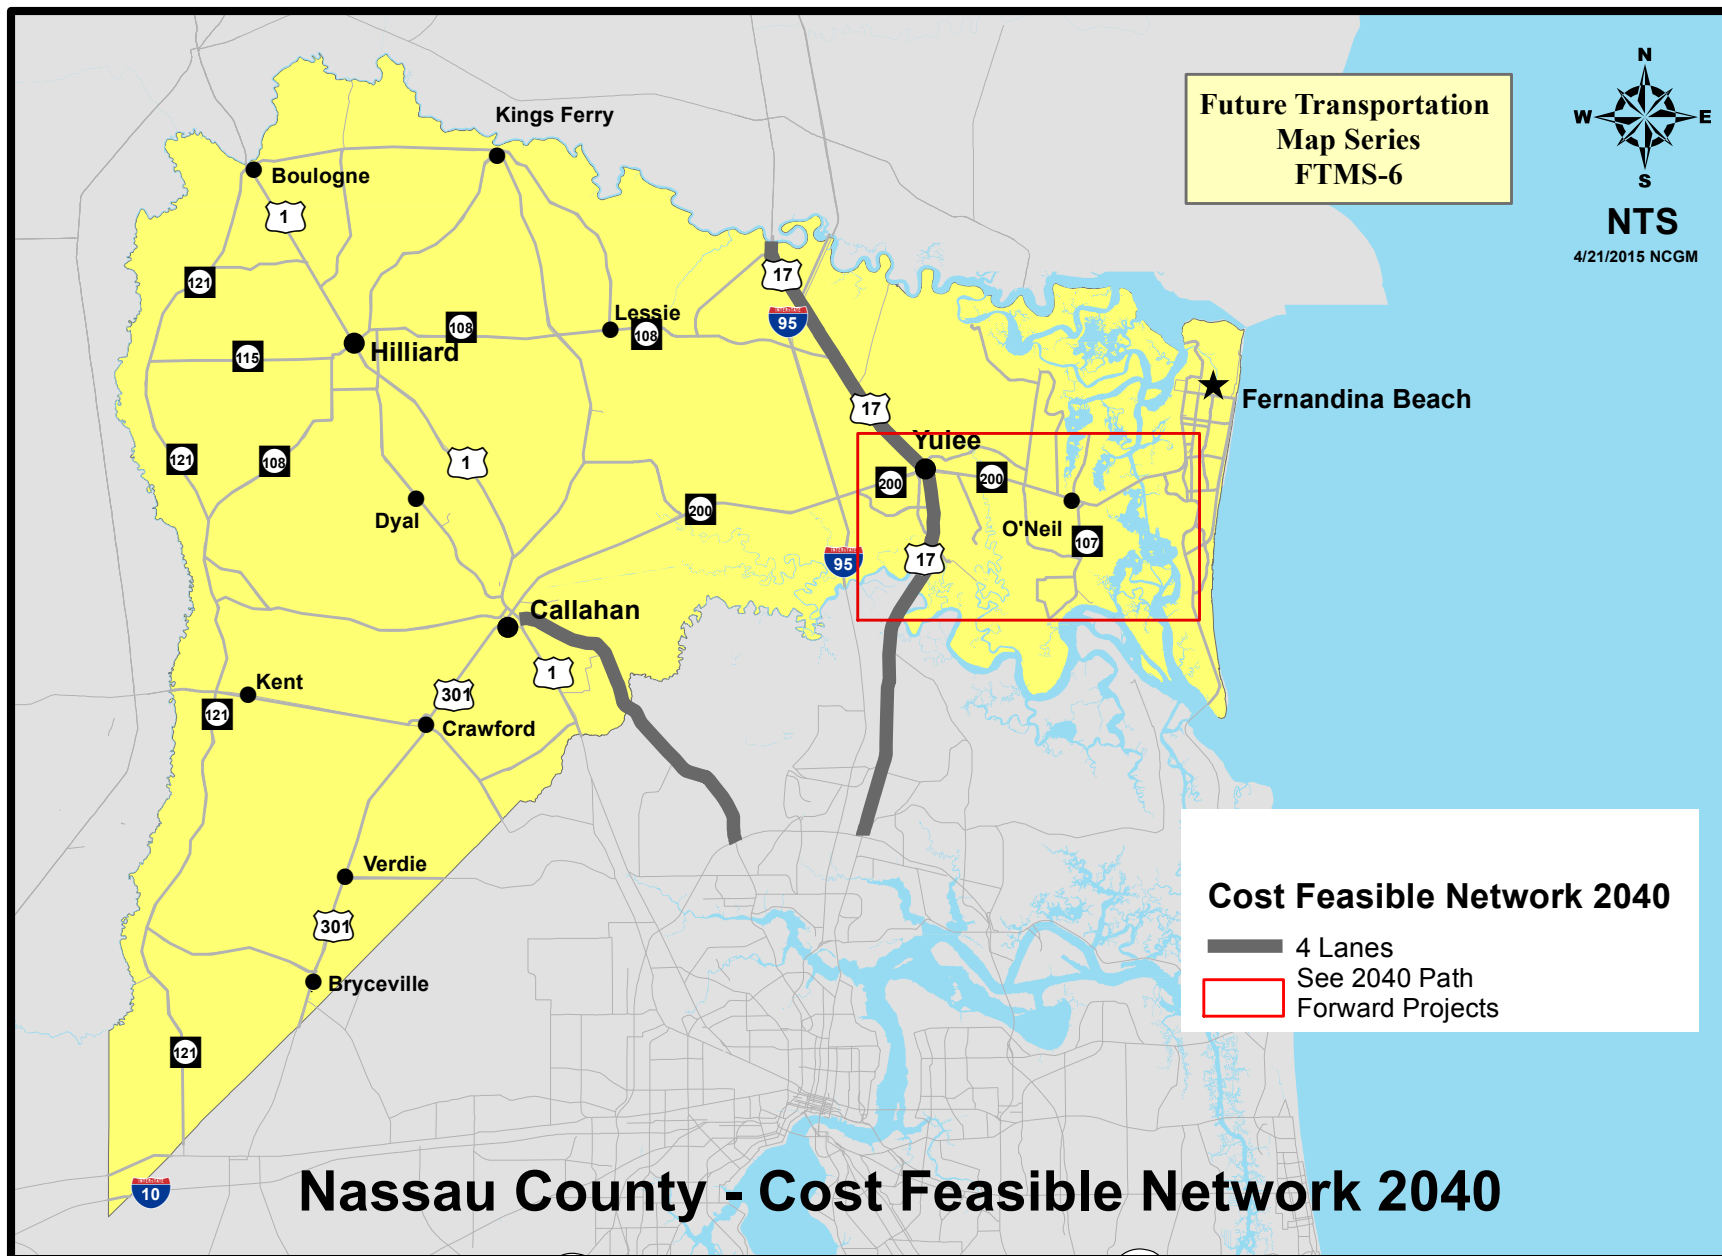 Future Transportation
Map Series
FTMS-6
N
W
E
S
NTS
4/21/2015 NCGM
Kings Ferry
Boulogne
1
17
121
INTERSTATE
95
Lessie
108
108
Hilliard
115
Fernandina Beach
17
Yulee
121
108
1
200
200
Dyal
200
O'Neil
107
INTERSTATE
95
17
Callahan
1
Kent
301
121
Crawford
Verdie
301
Bryceville
121
INTERSTATE
10
Cost Feasible Network 2040
4 Lanes
See 2040 Path
Forward Projects
Nassau County - Cost Feasible Network 2040